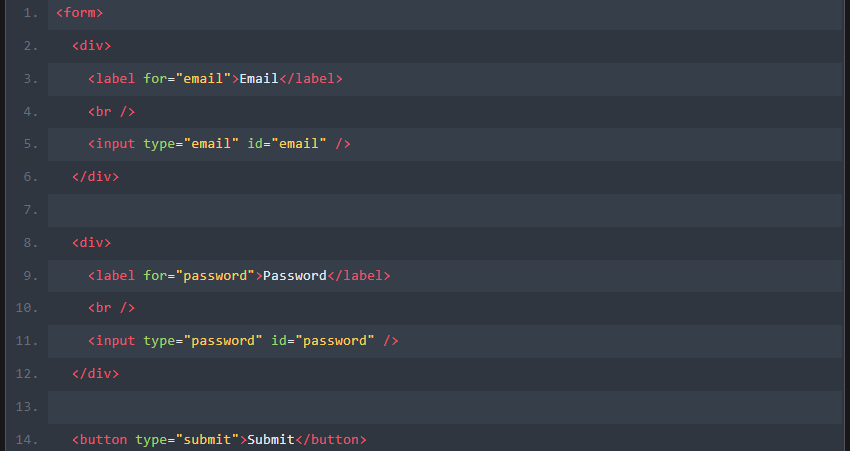 1. <form>
2.   <div>
3.     <label for="email">Email</label>
4.     <br />
5.     <input type="email" id="email" />
6.   </div>
7.
8.   <div>
9.     <label for="password">Password</label>
10.     <br />
11.     <input type="password" id="password" />
12.   </div>
13.
14.   <button type="submit">Submit</button>